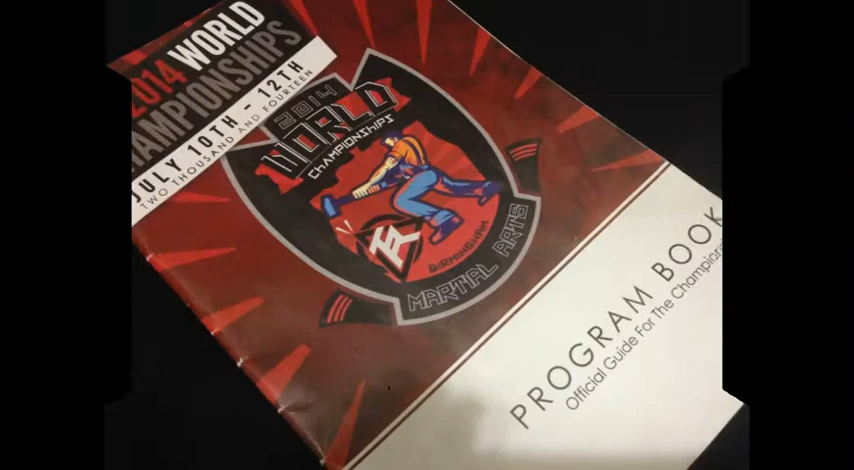 2014 WORLD
CHAMPIONSHIPS
JULY 10TH - 12TH
TWO THOUSAND AND FOURTEEN
2014
WORLD
CHAMPIONSHIPS
BIRMINGHAM
MARTIAL ARTS
PROGRAM BOOK
Official Guide For The